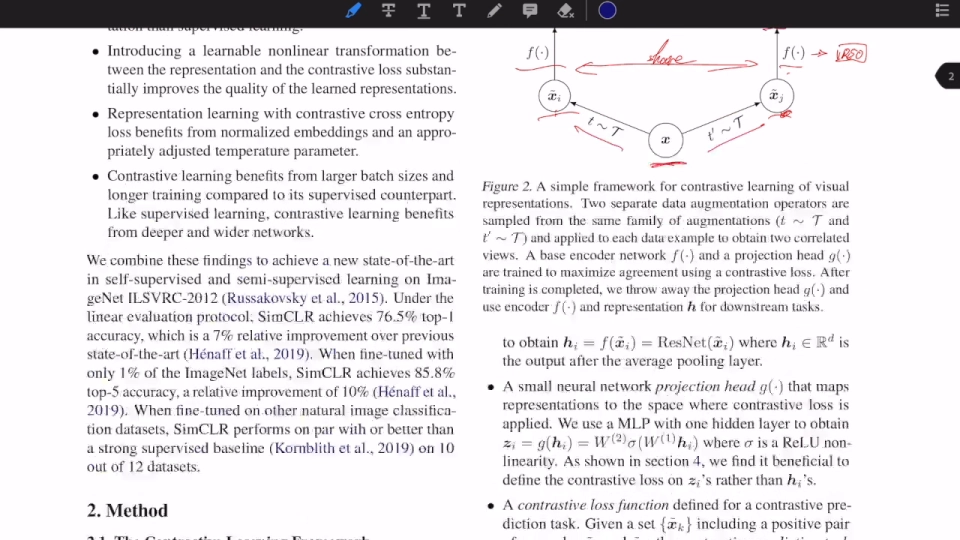 tation than supervised learning.
• Introducing a learnable nonlinear transformation be-
tween the representation and the contrastive loss substan-
tially improves the quality of the learned representations.
• Representation learning with contrastive cross entropy
loss benefits from normalized embeddings and an appro-
priately adjusted temperature parameter.
• Contrastive learning benefits from larger batch sizes and
longer training compared to its supervised counterpart.
Like supervised learning, contrastive learning benefits
from deeper and wider networks.
We combine these findings to achieve a new state-of-the-art
in self-supervised and semi-supervised learning on Ima-
geNet ILSVRC-2012 (Russakovsky et al., 2015). Under the
linear evaluation protocol, SimCLR achieves 76.5% top-1
accuracy, which is a 7% relative improvement over previous
state-of-the-art (Hénaff et al., 2019). When fine-tuned with
only 1% of the ImageNet labels, SimCLR achieves 85.8%
top-5 accuracy, a relative improvement of 10% (Hénaff et al.,
2019). When fine-tuned on other natural image classifica-
tion datasets, SimCLR performs on par with or better than
a strong supervised baseline (Kornblith et al., 2019) on 10
out of 12 datasets.
2. Method
2.1. The Contrastive Learning Framework
f(·) share f(·)
x̃ᵢ x̃ⱼ
t ∼ 𝒯 t′ ∼ 𝒯
x
Figure 2. A simple framework for contrastive learning of visual
representations. Two separate data augmentation operators are
sampled from the same family of augmentations (t ∼ 𝒯 and
t′ ∼ 𝒯) and applied to each data example to obtain two correlated
views. A base encoder network f(·) and a projection head g(·)
are trained to maximize agreement using a contrastive loss. After
training is completed, we throw away the projection head g(·) and
use encoder f(·) and representation h for downstream tasks.
to obtain hᵢ = f(x̃ᵢ) = ResNet(x̃ᵢ) where hᵢ ∈ ℝᵈ is
the output after the average pooling layer.
• A small neural network projection head g(·) that maps
representations to the space where contrastive loss is
applied. We use a MLP with one hidden layer to obtain
zᵢ = g(hᵢ) = W⁽²⁾σ(W⁽¹⁾hᵢ) where σ is a ReLU non-
linearity. As shown in section 4, we find it beneficial to
define the contrastive loss on zᵢ's rather than hᵢ's.
• A contrastive loss function defined for a contrastive pre-
diction task. Given a set {x̃ₖ} including a positive pair
2